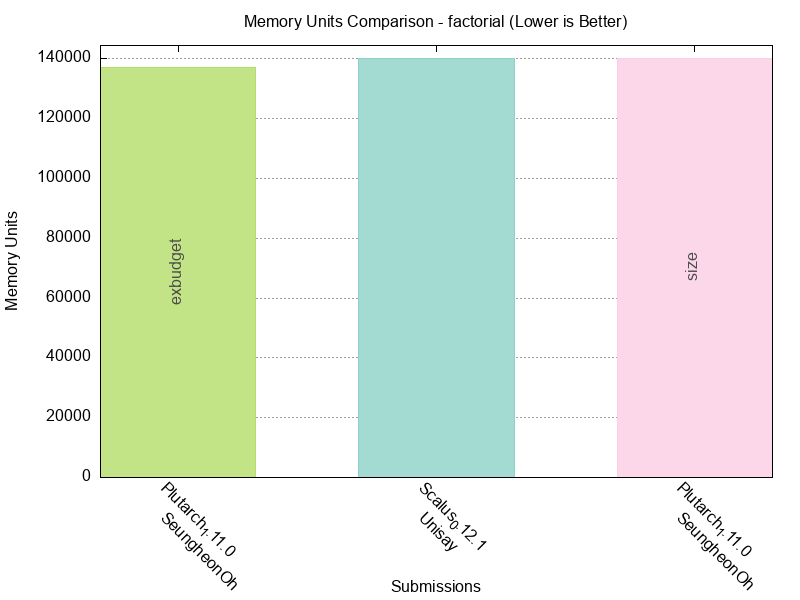 Memory Units Comparison - factorial (Lower is Better)
140000
120000
100000
80000
60000
40000
20000
0
Memory Units
exbudget
size
Plutarch1.11.0
SeungheonOh
Scalus0.12.1
Unisay
Plutarch1.11.0
SeungheonOh
Submissions